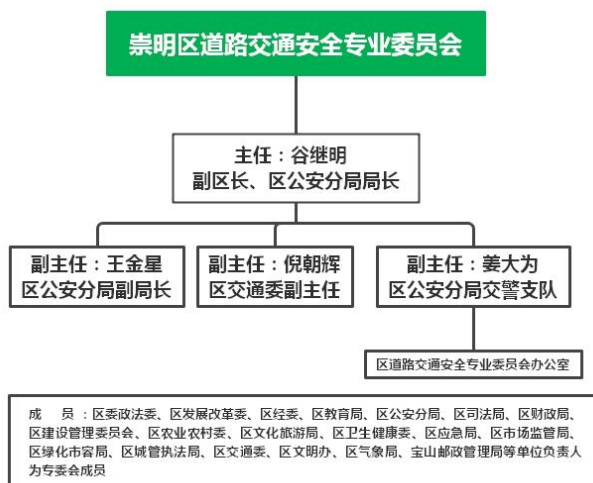 崇明区道路交通安全专业委员会
主任：谷继明
副区长、区公安分局局长
副主任：王金星
区公安分局副局长
副主任：倪朝辉
区交通委副主任
副主任：姜大为
区公安分局交警支队
区道路交通安全专业委员会办公室
成　员：区委政法委、区发展改革委、区经委、区教育局、区公安分局、区司法局、区财政局、
区建设管理委员会、区农业农村委、区文化旅游局、区卫生健康委、区应急局、区市场监管局、
区绿化市容局、区城管执法局、区交通委、区文明办、区气象局、宝山邮政管理局等单位负责人
为专委会成员